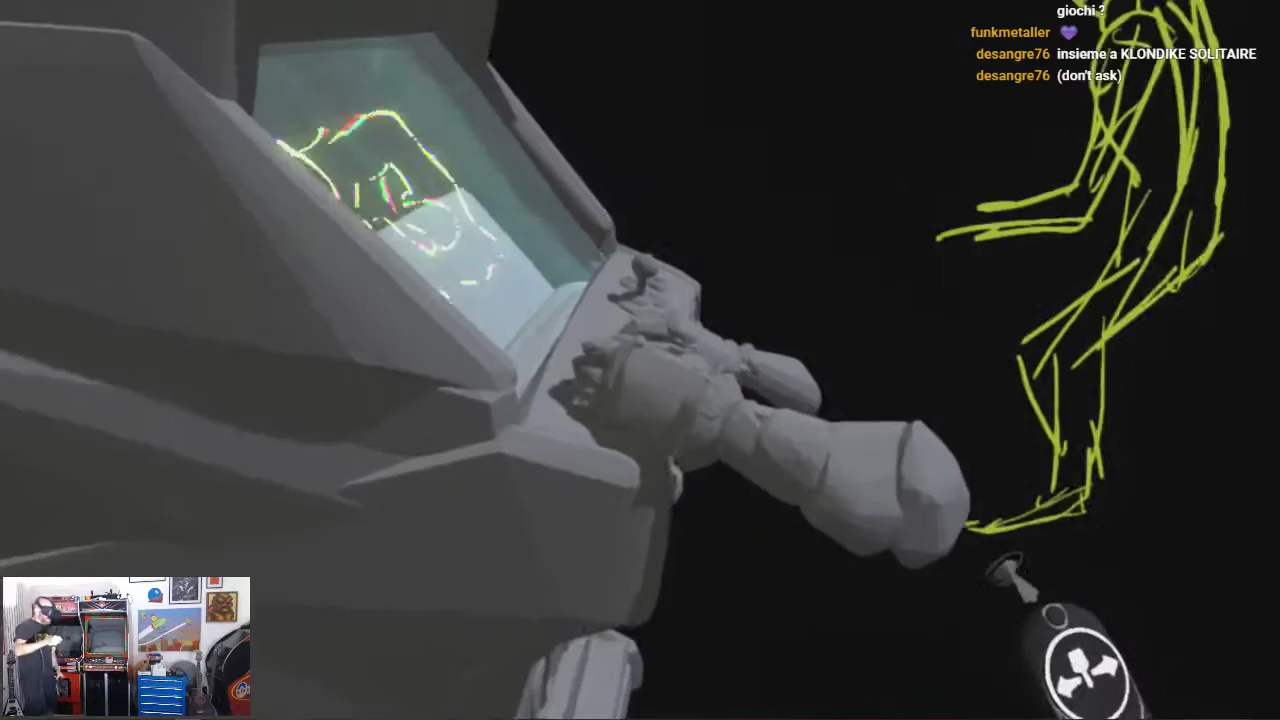 giochi ?
funkmetaller
desangre76 insieme a KLONDIKE SOLITAIRE
desangre76 (don't ask)